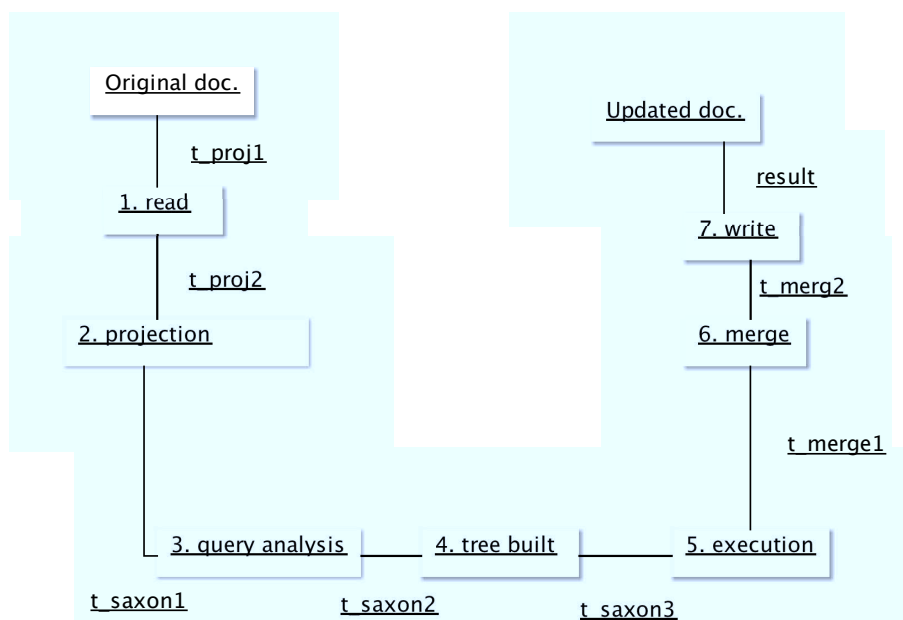 Original doc.
t_proj1
1. read
t_proj2
2. projection
3. query analysis
t_saxon1
4. tree built
t_saxon2
5. execution
t_saxon3
t_merge1
6. merge
t_merg2
7. write
result
Updated doc.